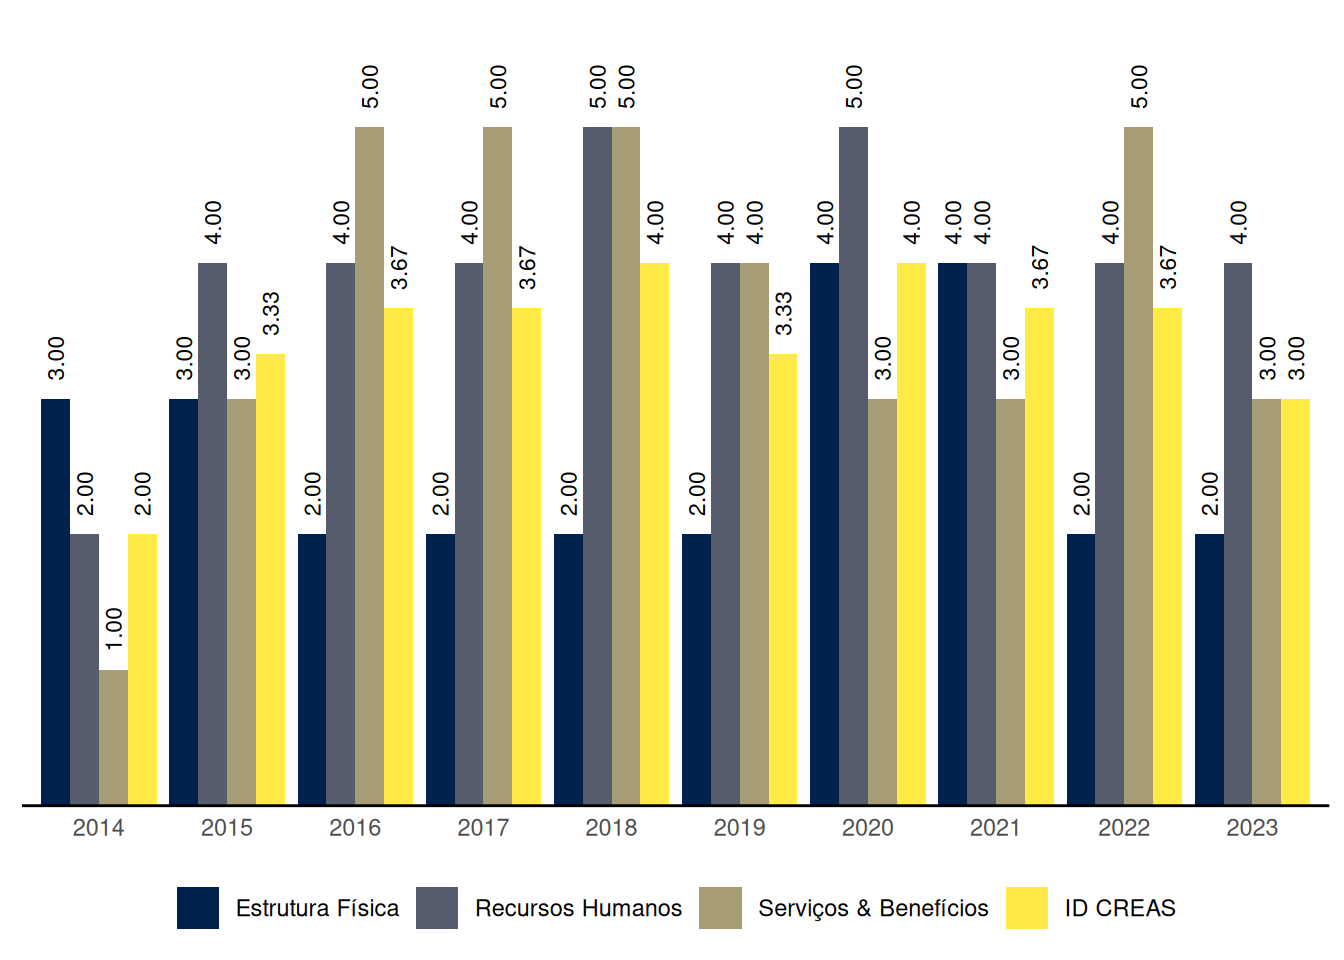 3.00 2.00 1.00 2.00
3.00 4.00 3.00 3.33
2.00 4.00 5.00 3.67
2.00 4.00 5.00 3.67
2.00 5.00 5.00 4.00
2.00 4.00 4.00 3.33
4.00 5.00 3.00 4.00
4.00 4.00 3.00 3.67
2.00 4.00 5.00 3.67
2.00 4.00 3.00 3.00
2014 2015 2016 2017 2018 2019 2020 2021 2022 2023
Estrutura Física Recursos Humanos Serviços & Benefícios ID CREAS